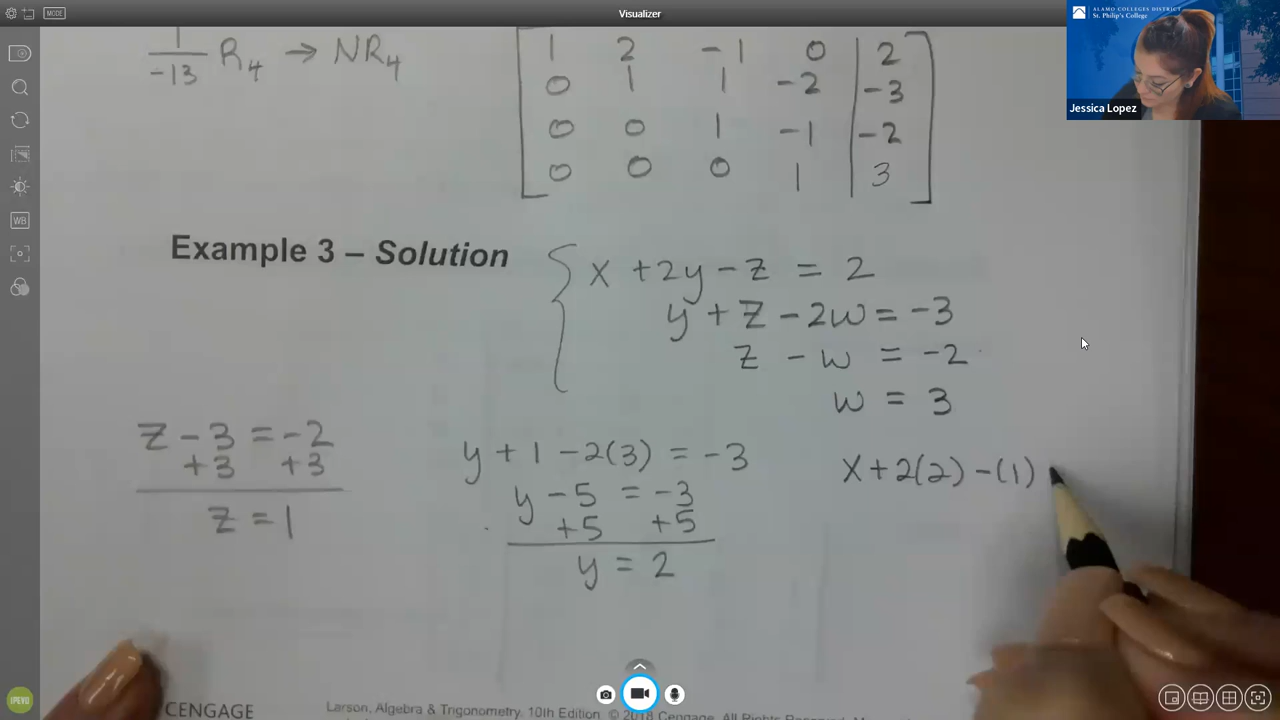 MODE
Visualizer
ALAMO COLLEGES DISTRICT
St. Philip's College
Jessica Lopez
WB
1/-13 R₄ → NR₄
1 2 -1 0 | 2
0 1 1 -2 | -3
0 0 1 -1 | -2
0 0 0 1 | 3
Example 3 – Solution
x + 2y - z = 2
y + z - 2w = -3
z - w = -2
w = 3
z - 3 = -2
+3 +3
z = 1
y + 1 - 2(3) = -3
y - 5 = -3
+5 +5
y = 2
x + 2(2) - (1)
IPEVO
CENGAGE
Larson, Algebra & Trigonometry, 10th Edition © 2018 Cengage. All Rights Reserved.